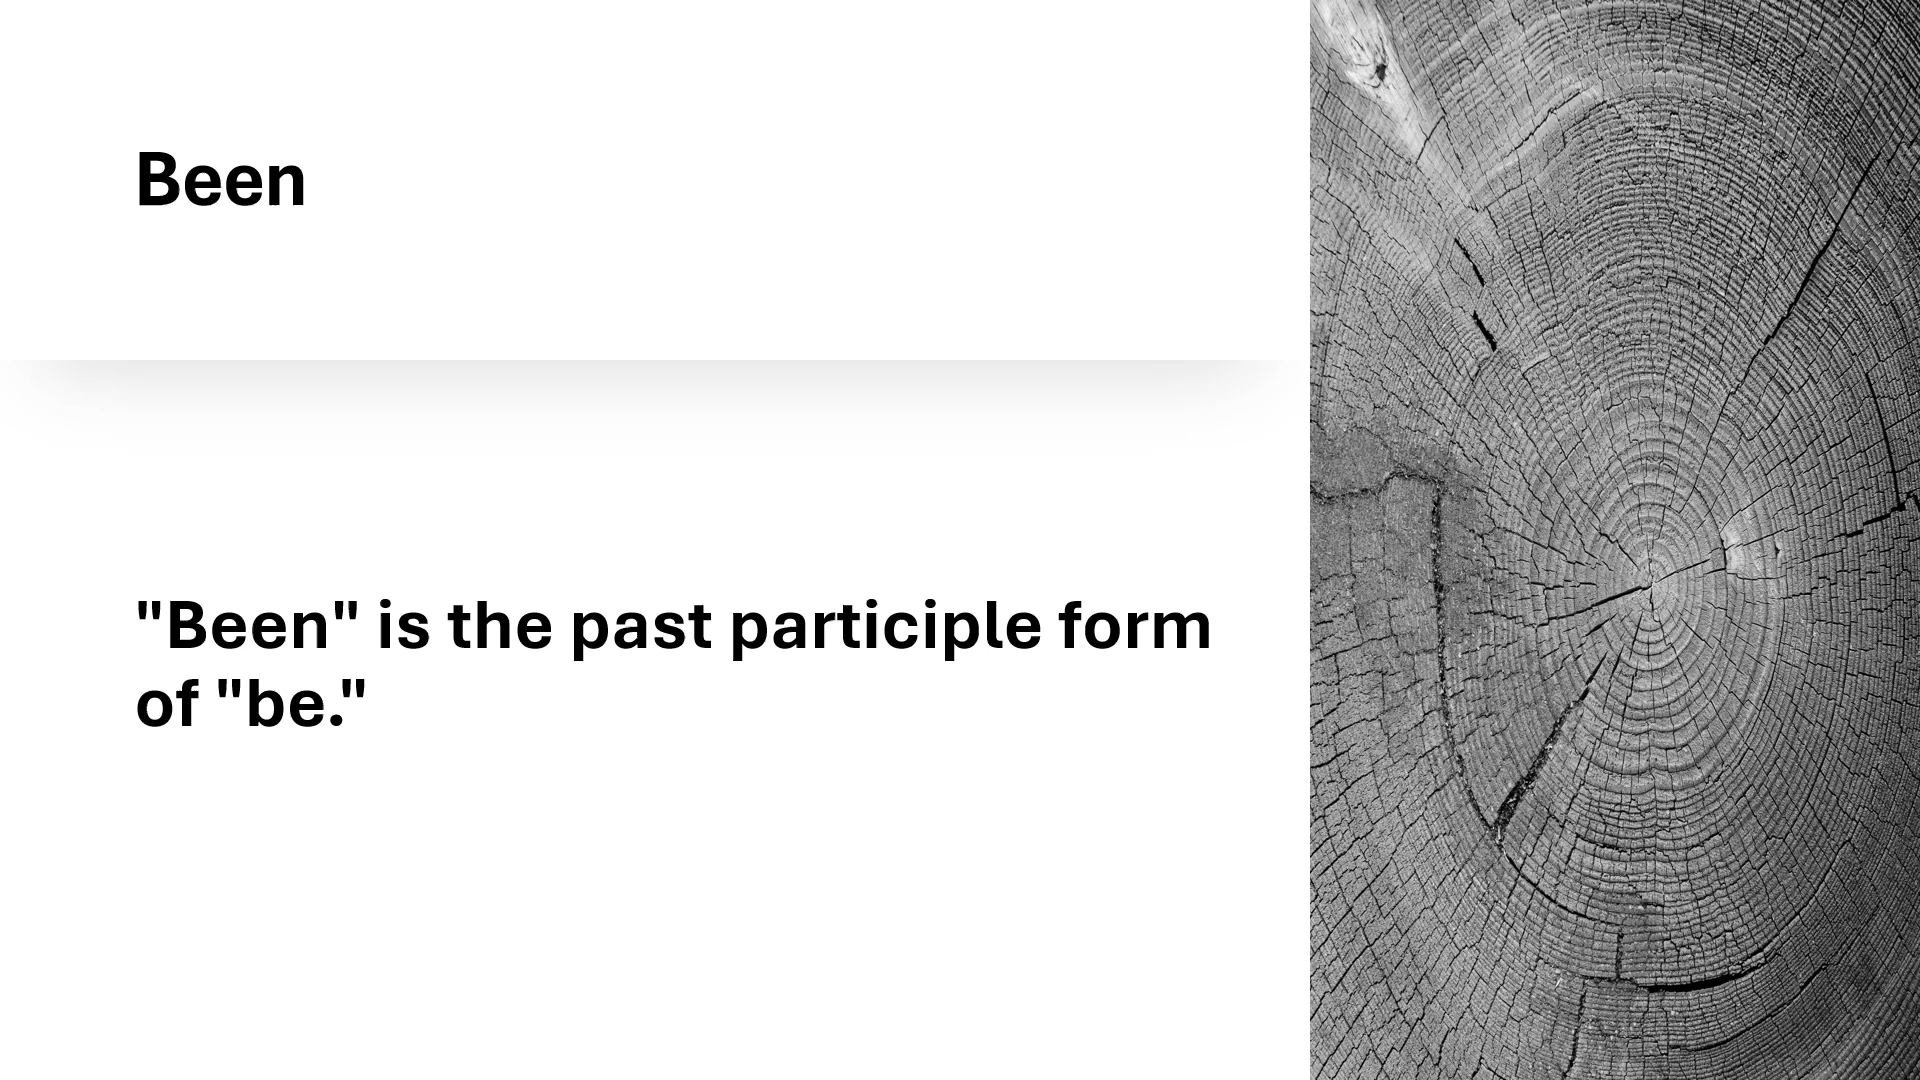 Been
"Been" is the past participle form
of "be."